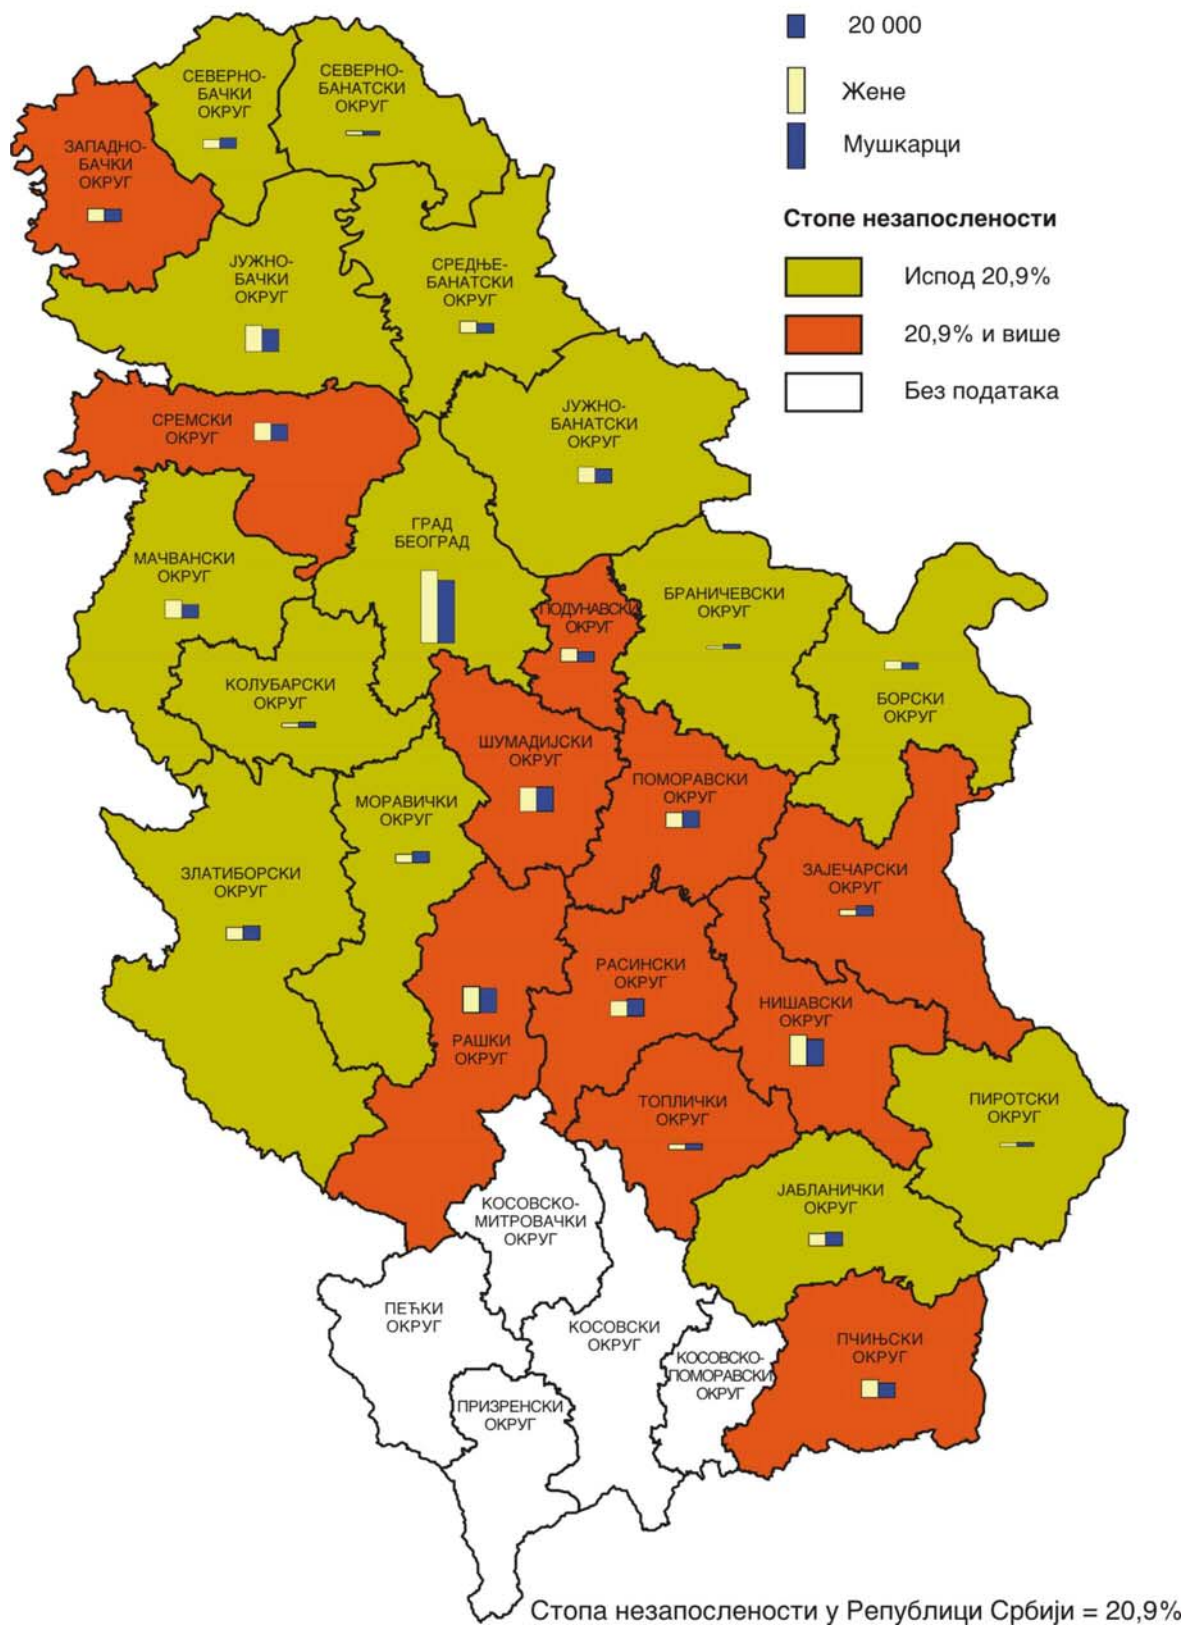 20 000
Жене
Мушкарци
Стопе незапослености
Испод 20,9%
20,9% и више
Без података
СЕВЕРНО-
БАЧКИ
ОКРУГ
СЕВЕРНО-
БАНАТСКИ
ОКРУГ
ЗАПАДНО-
БАЧКИ
ОКРУГ
ЈУЖНО-
БАЧКИ
ОКРУГ
СРЕДЊЕ-
БАНАТСКИ
ОКРУГ
СРЕМСКИ
ОКРУГ
ЈУЖНО-
БАНАТСКИ
ОКРУГ
ГРАД
БЕОГРАД
МАЧВАНСКИ
ОКРУГ
ПОДУНАВСКИ
ОКРУГ
БРАНИЧЕВСКИ
ОКРУГ
БОРСКИ
ОКРУГ
КОЛУБАРСКИ
ОКРУГ
ШУМАДИЈСКИ
ОКРУГ
ПОМОРАВСКИ
ОКРУГ
МОРАВИЧКИ
ОКРУГ
ЗЛАТИБОРСКИ
ОКРУГ
ЗАЈЕЧАРСКИ
ОКРУГ
РАСИНСКИ
ОКРУГ
НИШАВСКИ
ОКРУГ
РАШКИ
ОКРУГ
ТОПЛИЧКИ
ОКРУГ
ПИРОТСКИ
ОКРУГ
ЈАБЛАНИЧКИ
ОКРУГ
КОСОВСКО-
МИТРОВАЧКИ
ОКРУГ
ПЕЋКИ
ОКРУГ
КОСОВСКИ
ОКРУГ
КОСОВСКО-
ПОМОРАВСКИ
ОКРУГ
ПЧИЊСКИ
ОКРУГ
ПРИЗРЕНСКИ
ОКРУГ
Стопа незапослености у Републици Србији = 20,9%